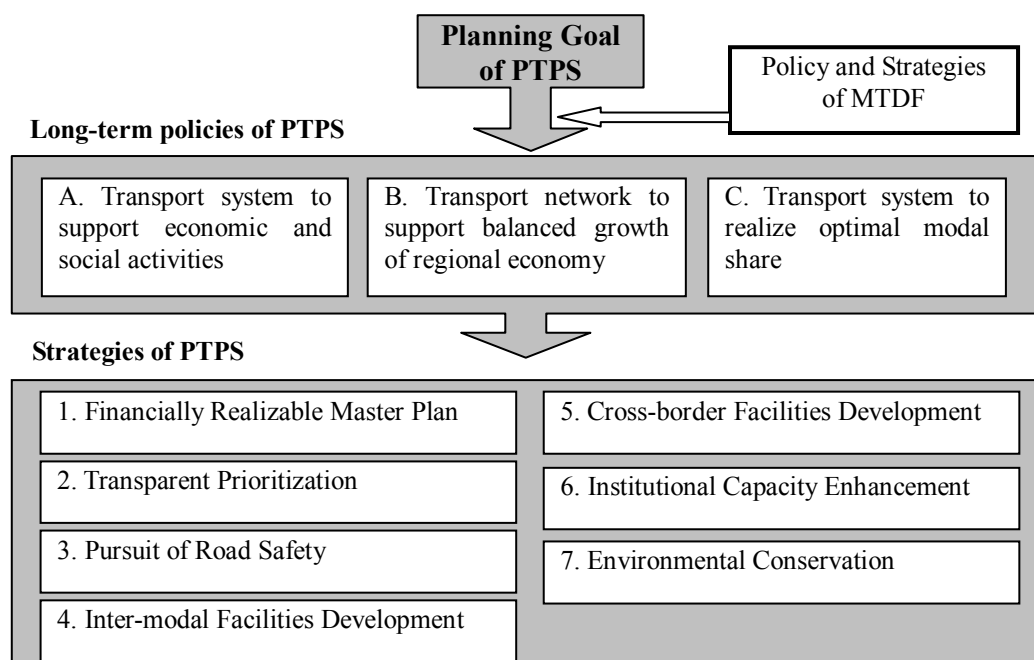 Planning Goal
of PTPS
Policy and Strategies
of MTDF
Long-term policies of PTPS
A. Transport system to
support economic and
social activities
B. Transport network to
support balanced growth
of regional economy
C. Transport system to
realize optimal modal
share
Strategies of PTPS
1. Financially Realizable Master Plan
2. Transparent Prioritization
3. Pursuit of Road Safety
4. Inter-modal Facilities Development
5. Cross-border Facilities Development
6. Institutional Capacity Enhancement
7. Environmental Conservation